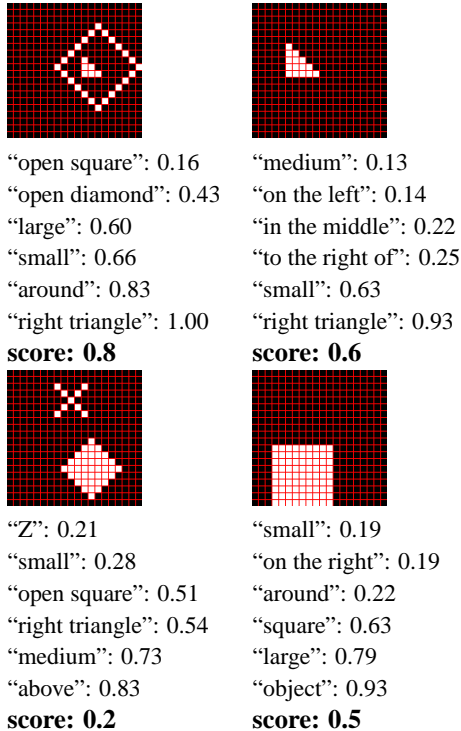 “open square”: 0.16
“open diamond”: 0.43
“large”: 0.60
“small”: 0.66
“around”: 0.83
“right triangle”: 1.00
score: 0.8
“medium”: 0.13
“on the left”: 0.14
“in the middle”: 0.22
“to the right of”: 0.25
“small”: 0.63
“right triangle”: 0.93
score: 0.6
“Z”: 0.21
“small”: 0.28
“open square”: 0.51
“right triangle”: 0.54
“medium”: 0.73
“above”: 0.83
score: 0.2
“small”: 0.19
“on the right”: 0.19
“around”: 0.22
“square”: 0.63
“large”: 0.79
“object”: 0.93
score: 0.5